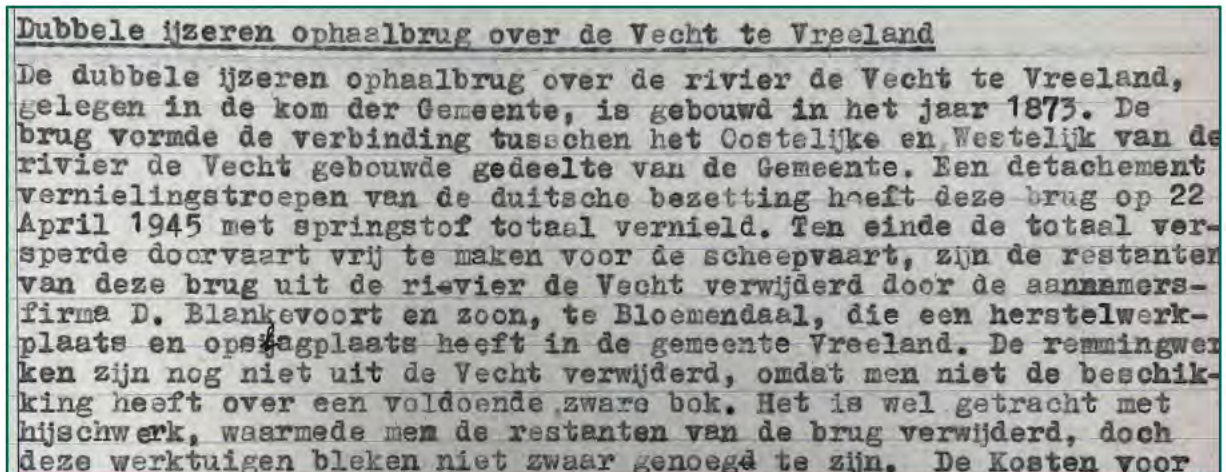 Dubbele ijzeren ophaalbrug over de Vecht te Vreeland
De dubbele ijzeren ophaalbrug over de rivier de Vecht te Vreeland,
gelegen in de kom der Gemeente, is gebouwd in het jaar 1873. De
brug vormde de verbinding tusschen het Oostelijke en Westelijk van de
rivier de Vecht gebouwde gedeelte van de Gemeente. Een detachement
vernielingstroepen van de duitsche bezetting heeft deze brug op 22
April 1945 met springstof totaal vernield. Ten einde de totaal ver-
sperde doorvaart vrij te maken voor de scheepvaart, zijn de restanten
van deze brug uit de rievier de Vecht verwijderd door de aannamers-
firma D. Blankevoort en zoon, te Bloemendaal, die een herstelwerk-
plaats en opslagplaats heeft in de gemeente Vreeland. De remmingwer
ken zijn nog niet uit de Vecht verwijderd, omdat men niet de beschik-
king heeft over een voldoende zware bok. Het is wel getracht met
hijschwerk, waarmede men de restanten van de brug verwijderd, doch
deze werktuigen bleken niet zwaar genoegd te zijn. De Kosten voor